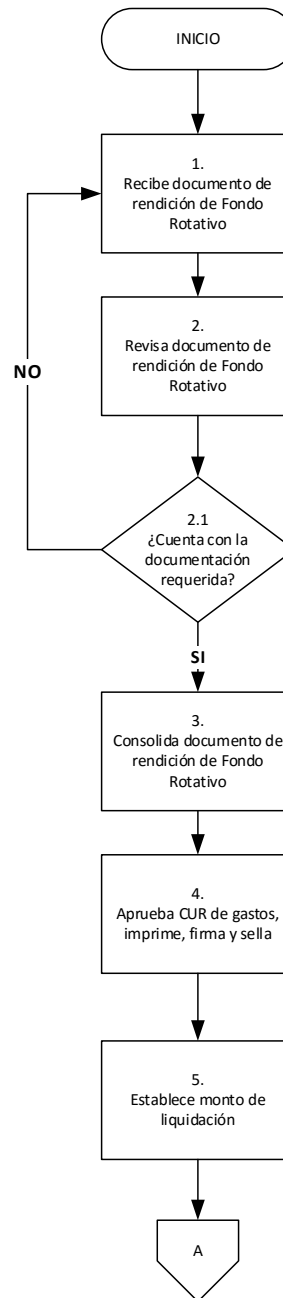 INICIO
1.
Recibe documento de
rendición de Fondo
Rotativo
2.
Revisa documento de
rendición de Fondo
Rotativo
NO
2.1
¿Cuenta con la
documentación
requerida?
SI
3.
Consolida documento de
rendición de Fondo
Rotativo
4.
Aprueba CUR de gastos,
imprime, firma y sella
5.
Establece monto de
liquidación
A